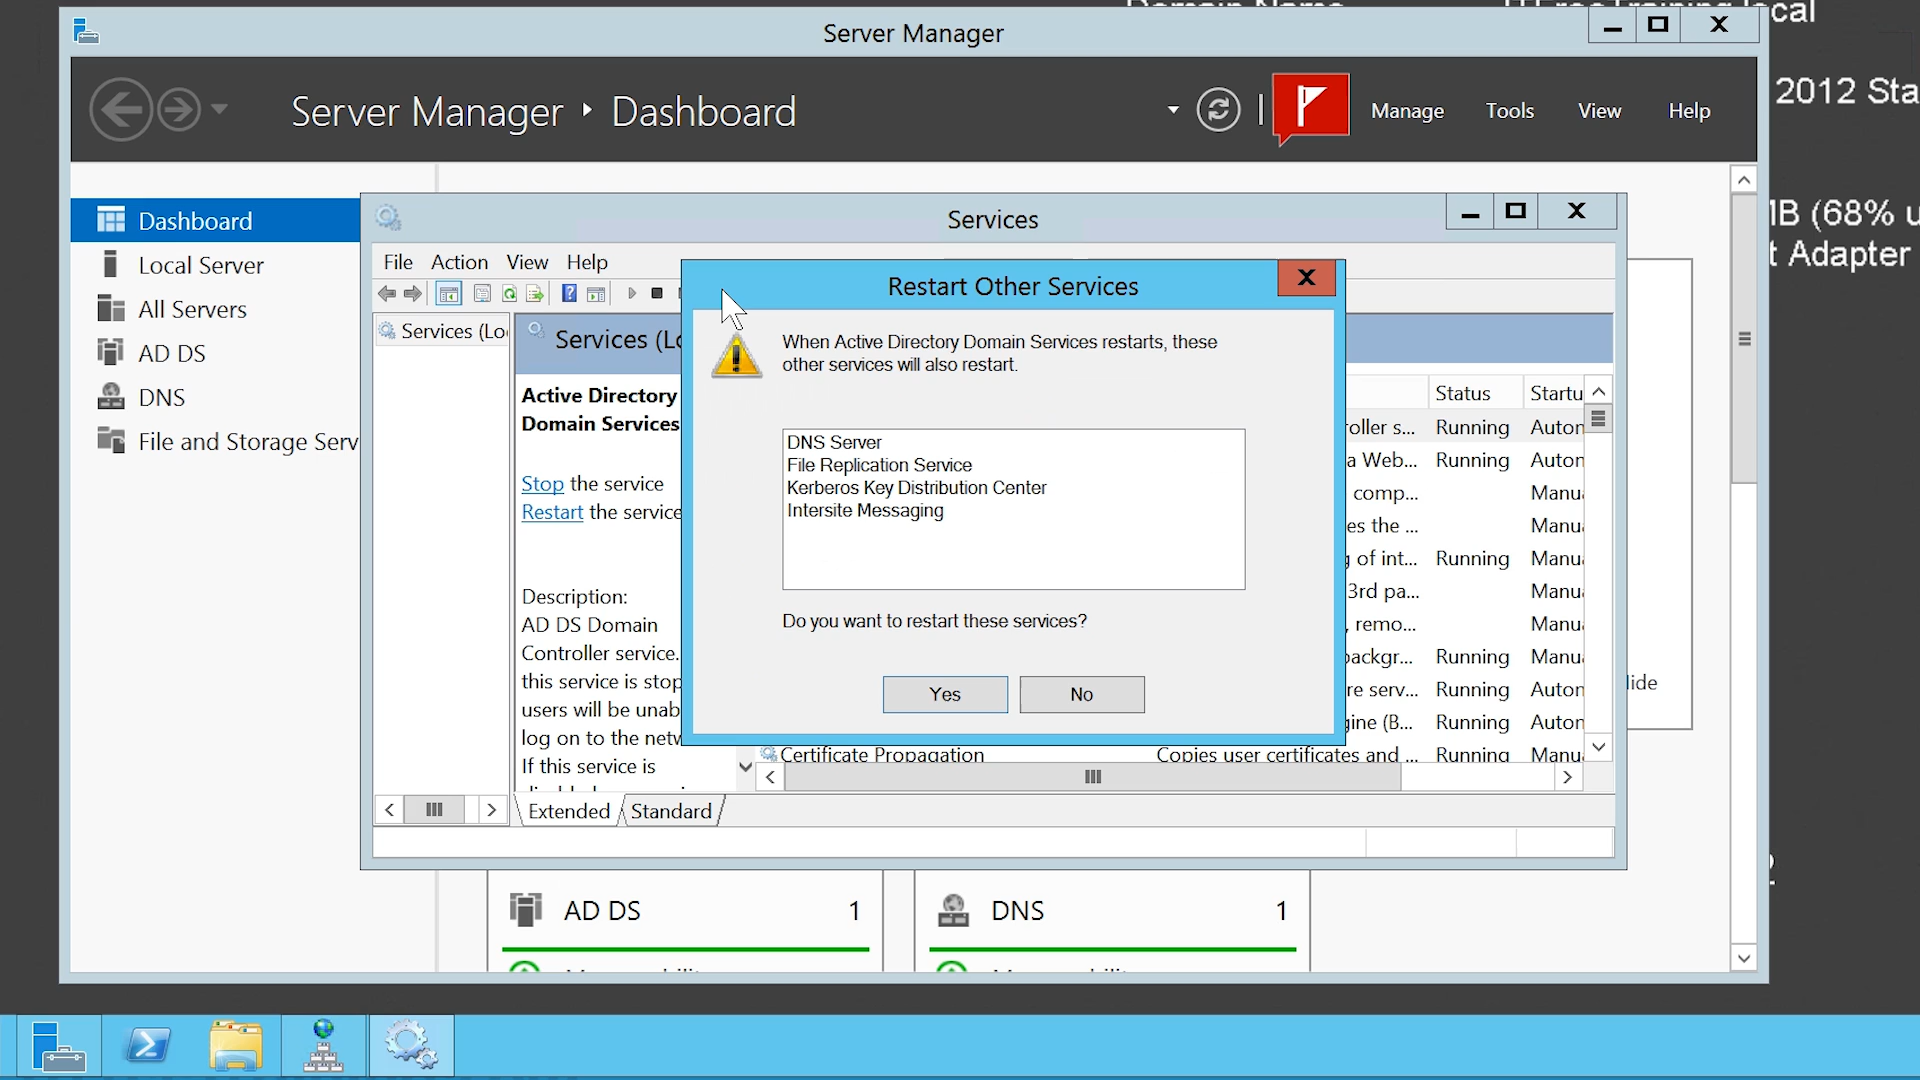 Server Manager
Server Manager ‣ Dashboard
Manage
Tools
View
Help
2012 Sta
MB (68% u
t Adapter
Dashboard
Local Server
All Servers
AD DS
DNS
File and Storage Serv
Services
File
Action
View
Help
Services (Lo
Services (Lo
Active Directory
Domain Services
Stop the service
Restart the service
Description:
AD DS Domain
Controller service.
this service is stop
users will be unab
log on to the netw
If this service is
Restart Other Services
When Active Directory Domain Services restarts, these
other services will also restart.
DNS Server
File Replication Service
Kerberos Key Distribution Center
Intersite Messaging
Do you want to restart these services?
Yes
No
Status
Startu
oller s... Running Auton
a Web... Running Auton
comp... Manu
es the ... Manu
g of int... Running Manu
3rd pa... Manu
, remo... Manu
backgr... Running Manu
re serv... Running Auton
gine (B... Running Auton
Certificate Propagation Copies user certificates and ... Running Manu
Extended
Standard
AD DS 1
DNS 1